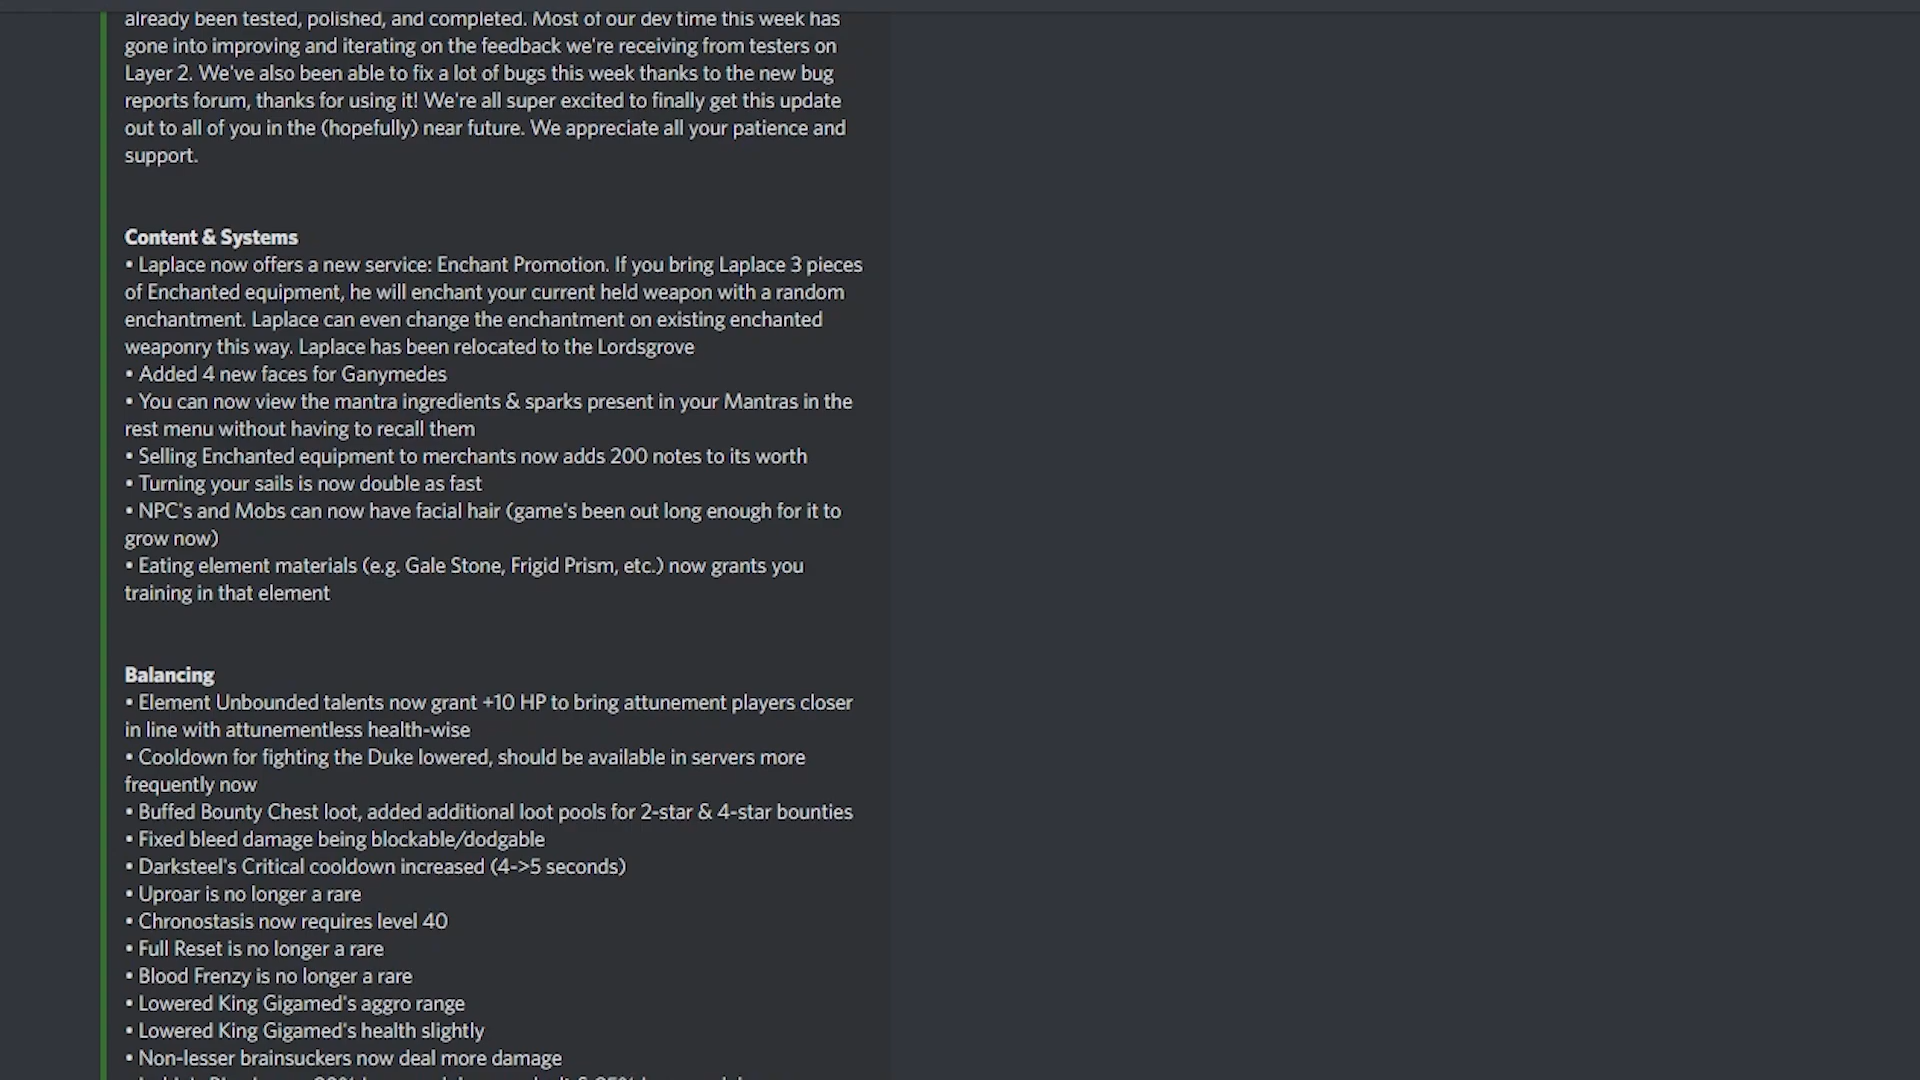 already been tested, polished, and completed. Most of our dev time this week has
gone into improving and iterating on the feedback we're receiving from testers on
Layer 2. We've also been able to fix a lot of bugs this week thanks to the new bug
reports forum, thanks for using it! We're all super excited to finally get this update
out to all of you in the (hopefully) near future. We appreciate all your patience and
support.
Content & Systems
• Laplace now offers a new service: Enchant Promotion. If you bring Laplace 3 pieces
of Enchanted equipment, he will enchant your current held weapon with a random
enchantment. Laplace can even change the enchantment on existing enchanted
weaponry this way. Laplace has been relocated to the Lordsgrove
• Added 4 new faces for Ganymedes
• You can now view the mantra ingredients & sparks present in your Mantras in the
rest menu without having to recall them
• Selling Enchanted equipment to merchants now adds 200 notes to its worth
• Turning your sails is now double as fast
• NPC's and Mobs can now have facial hair (game's been out long enough for it to
grow now)
• Eating element materials (e.g. Gale Stone, Frigid Prism, etc.) now grants you
training in that element
Balancing
• Element Unbounded talents now grant +10 HP to bring attunement players closer
in line with attunementless health-wise
• Cooldown for fighting the Duke lowered, should be available in servers more
frequently now
• Buffed Bounty Chest loot, added additional loot pools for 2-star & 4-star bounties
• Fixed bleed damage being blockable/dodgable
• Darksteel's Critical cooldown increased (4->5 seconds)
• Uproar is no longer a rare
• Chronostasis now requires level 40
• Full Reset is no longer a rare
• Blood Frenzy is no longer a rare
• Lowered King Gigamed's aggro range
• Lowered King Gigamed's health slightly
• Non-lesser brainsuckers now deal more damage